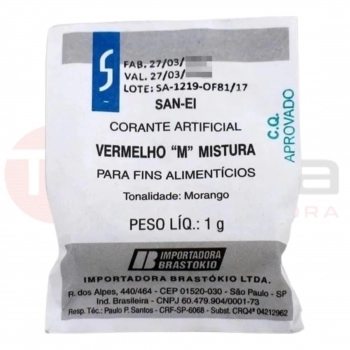 S
FAB. 27/03/
VAL. 27/03/
LOTE: SA-1219-OF81/17
SAN-EI
CORANTE ARTIFICIAL
VERMELHO "M" MISTURA
PARA FINS ALIMENTÍCIOS
Tonalidade: Morango
PESO LÍQ.: 1 g
C.Q.
APROVADO
IMPORTADORA
BRASTÓKIO
IMPORTADORA BRASTÓKIO LTDA.
R. dos Alpes, 440/464 - CEP 01520-030 - São Paulo - SP
Ind. Brasileira - CNPJ 60.479.904/0001-73
Resp. Téc.: Paulo P. Santos - CRF-SP-6068 - Subst. CRQ4ª 04212962